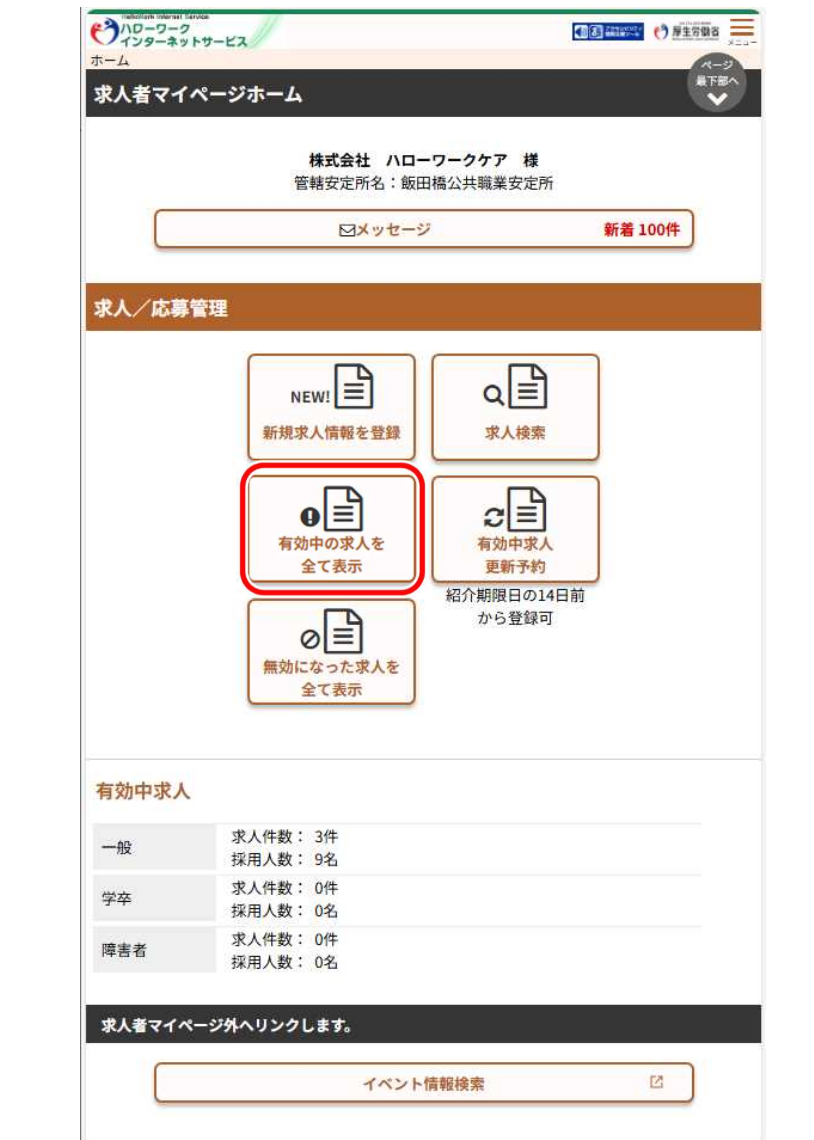 HelloWork Internet Service
ハローワーク
インターネットサービス
厚生労働省
メニュー
ホーム
ページ
最下部へ
求人者マイページホーム
株式会社 ハローワークケア 様
管轄安定所名：飯田橋公共職業安定所
メッセージ 新着 100件
求人／応募管理
NEW!
新規求人情報を登録
求人検索
有効中の求人を
全て表示
有効中求人
更新予約
紹介期限日の14日前
から登録可
無効になった求人を
全て表示
有効中求人
一般
求人件数： 3件
採用人数： 9名
学卒
求人件数： 0件
採用人数： 0名
障害者
求人件数： 0件
採用人数： 0名
求人者マイページ外へリンクします。
イベント情報検索